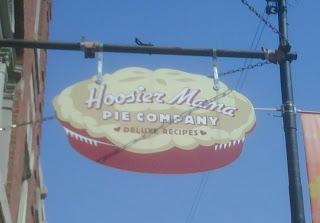 Hoosier Mama
PIE COMPANY
DELUXE RECIPES